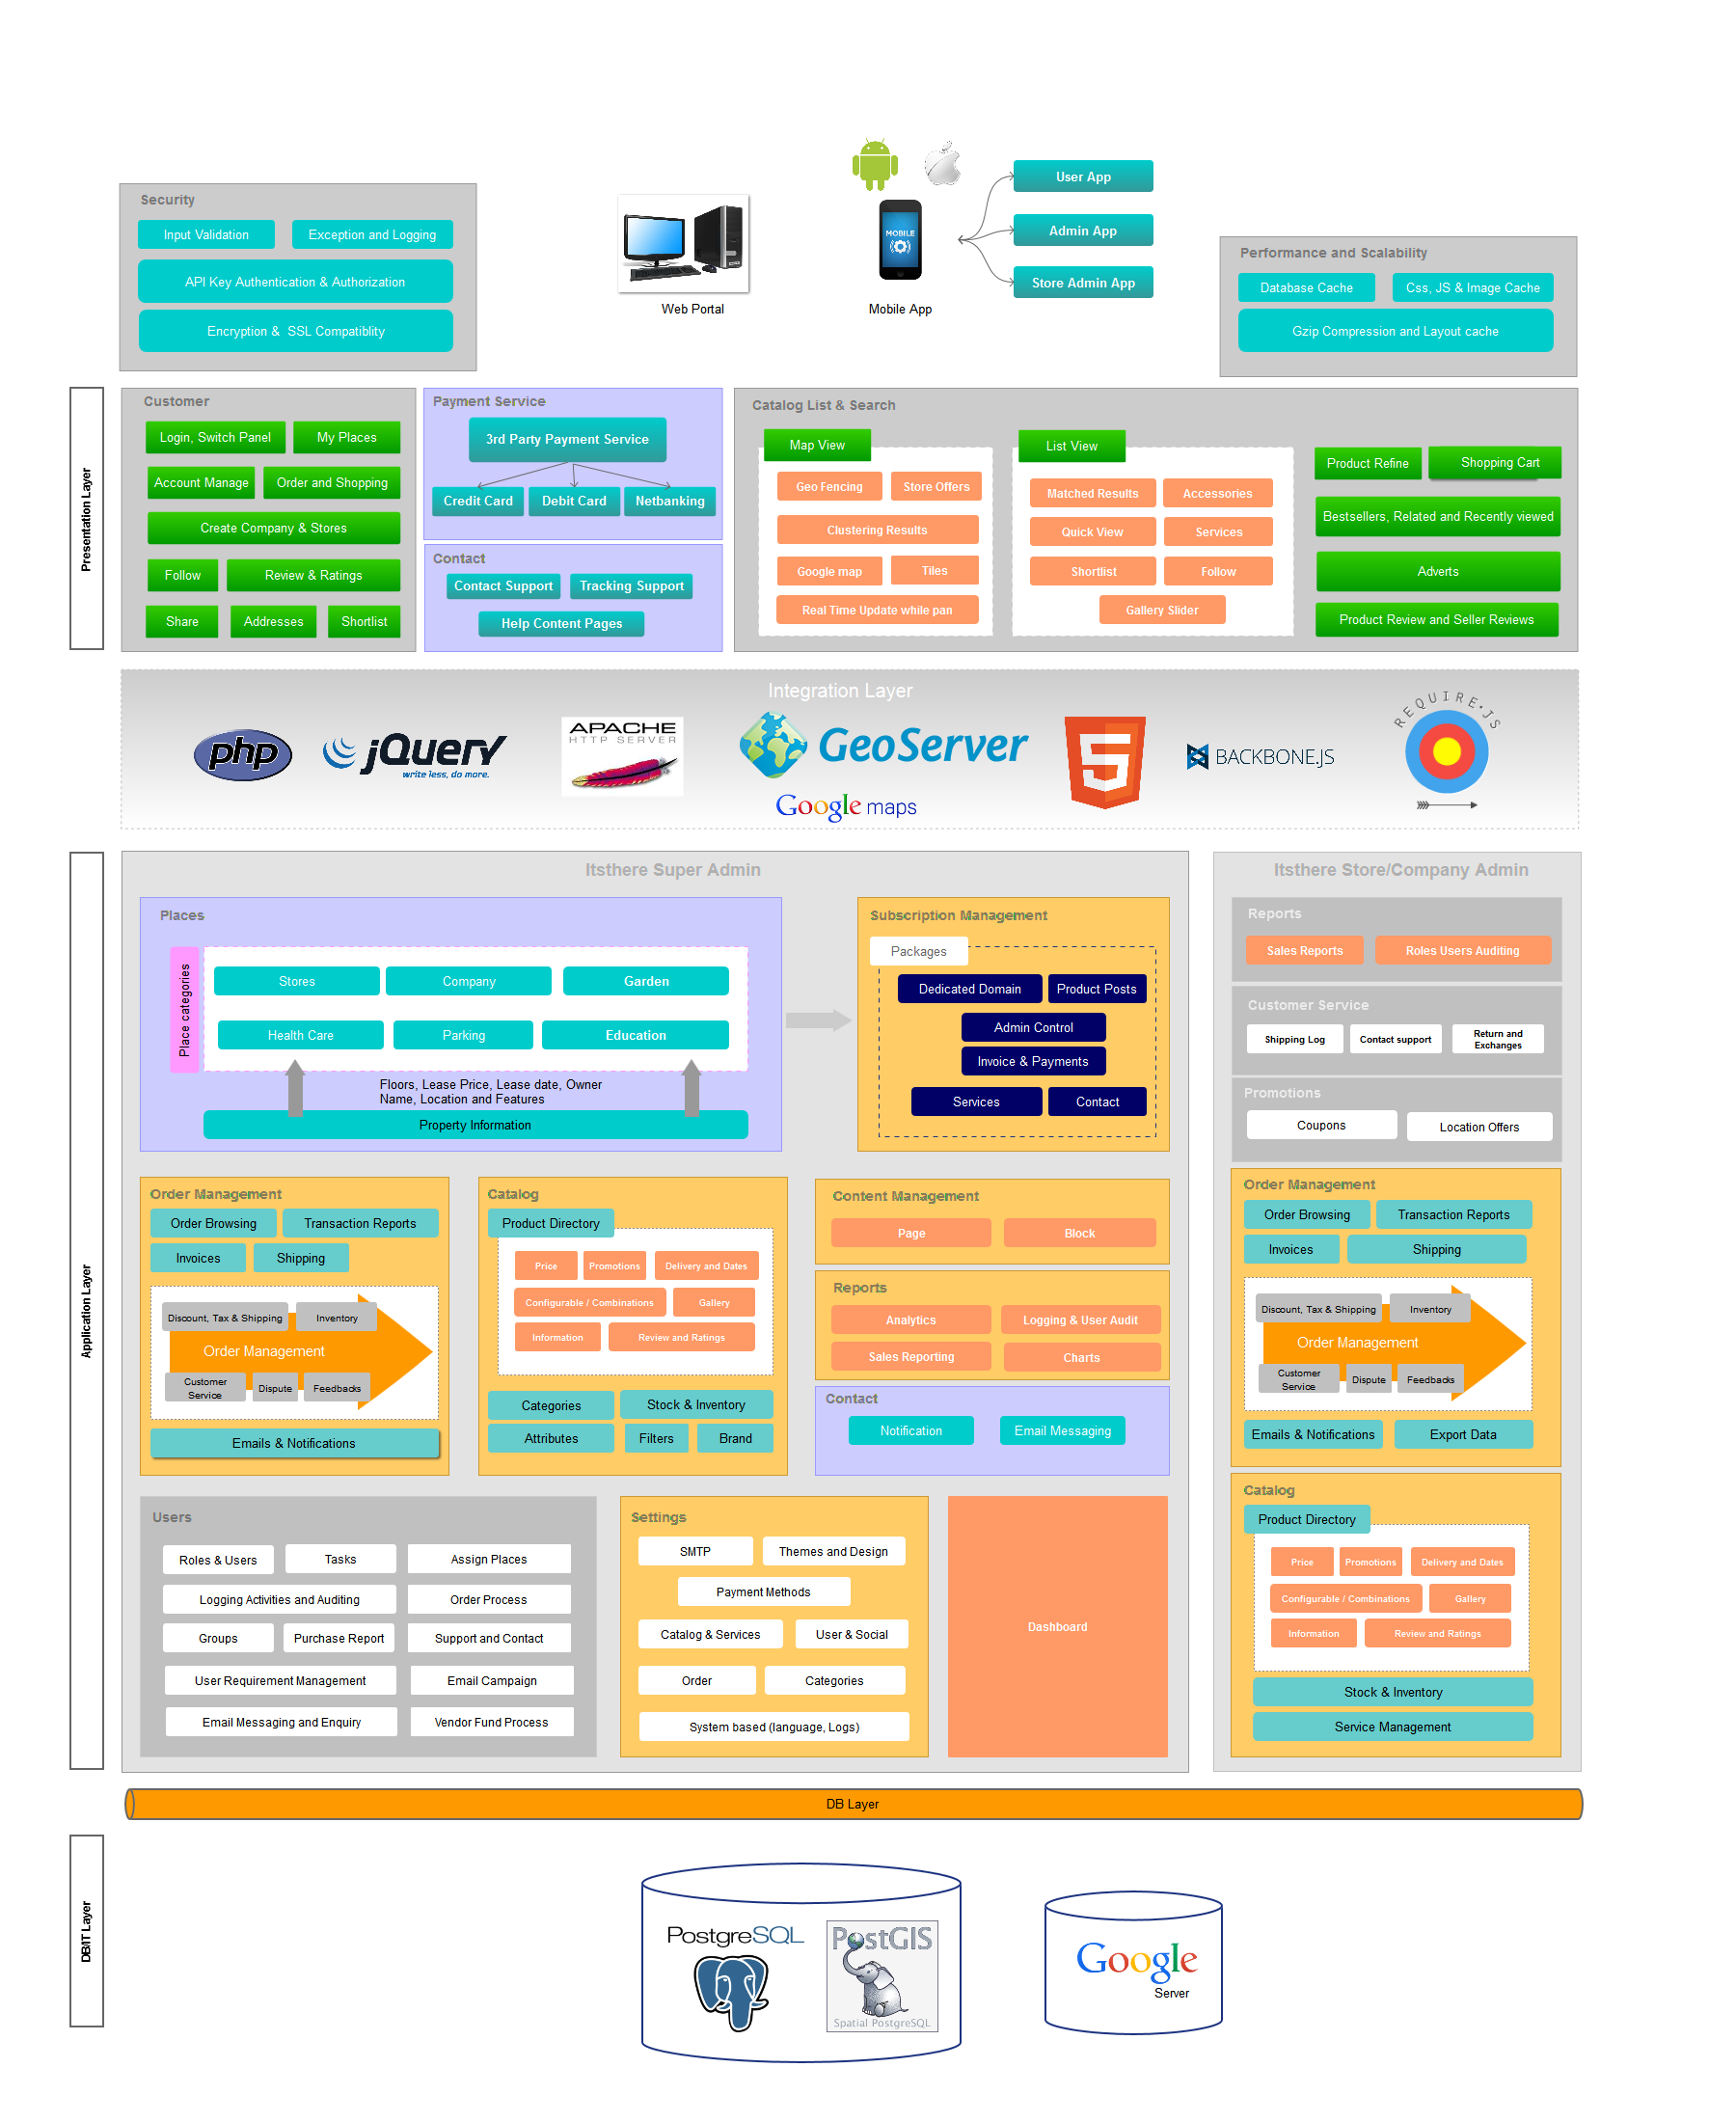 Security
Input Validation
Exception and Logging
API Key Authentication & Authorization
Encryption & SSL Compatiblity
Web Portal
MOBILE
Mobile App
User App
Admin App
Store Admin App
Performance and Scalability
Database Cache
Css, JS & Image Cache
Gzip Compression and Layout cache
Presentation Layer
Customer
Login, Switch Panel
My Places
Account Manage
Order and Shopping
Create Company & Stores
Follow
Review & Ratings
Share
Addresses
Shortlist
Payment Service
3rd Party Payment Service
Credit Card
Debit Card
Netbanking
Contact
Contact Support
Tracking Support
Help Content Pages
Catalog List & Search
Map View
Geo Fencing
Store Offers
Clustering Results
Google map
Tiles
Real Time Update while pan
List View
Matched Results
Accessories
Quick View
Services
Shortlist
Follow
Gallery Slider
Product Refine
Shopping Cart
Bestsellers, Related and Recently viewed
Adverts
Product Review and Seller Reviews
Integration Layer
php
jQuery
write less, do more.
APACHE
HTTP SERVER
GeoServer
Google maps
5
BACKBONE.JS
REQUIRE.JS
Application Layer
Itsthere Super Admin
Places
Place categories
Stores
Company
Garden
Health Care
Parking
Education
Floors, Lease Price, Lease date, Owner
Name, Location and Features
Property Information
Subscription Management
Packages
Dedicated Domain
Product Posts
Admin Control
Invoice & Payments
Services
Contact
Order Management
Order Browsing
Transaction Reports
Invoices
Shipping
Discount, Tax & Shipping
Inventory
Order Management
Customer
Service
Dispute
Feedbacks
Emails & Notifications
Catalog
Product Directory
Price
Promotions
Delivery and Dates
Configurable / Combinations
Gallery
Information
Review and Ratings
Categories
Stock & Inventory
Attributes
Filters
Brand
Content Management
Page
Block
Reports
Analytics
Logging & User Audit
Sales Reporting
Charts
Contact
Notification
Email Messaging
Users
Roles & Users
Tasks
Assign Places
Logging Activities and Auditing
Order Process
Groups
Purchase Report
Support and Contact
User Requirement Management
Email Campaign
Email Messaging and Enquiry
Vendor Fund Process
Settings
SMTP
Themes and Design
Payment Methods
Catalog & Services
User & Social
Order
Categories
System based (language, Logs)
Dashboard
Itsthere Store/Company Admin
Reports
Sales Reports
Roles Users Auditing
Customer Service
Shipping Log
Contact support
Return and
Exchanges
Promotions
Coupons
Location Offers
Order Management
Order Browsing
Transaction Reports
Invoices
Shipping
Discount, Tax & Shipping
Inventory
Order Management
Customer
Service
Dispute
Feedbacks
Emails & Notifications
Export Data
Catalog
Product Directory
Price
Promotions
Delivery and Dates
Configurable / Combinations
Gallery
Information
Review and Ratings
Stock & Inventory
Service Management
DB Layer
DB/IT Layer
PostgreSQL
PostGIS
Spatial PostgreSQL
Google
Server